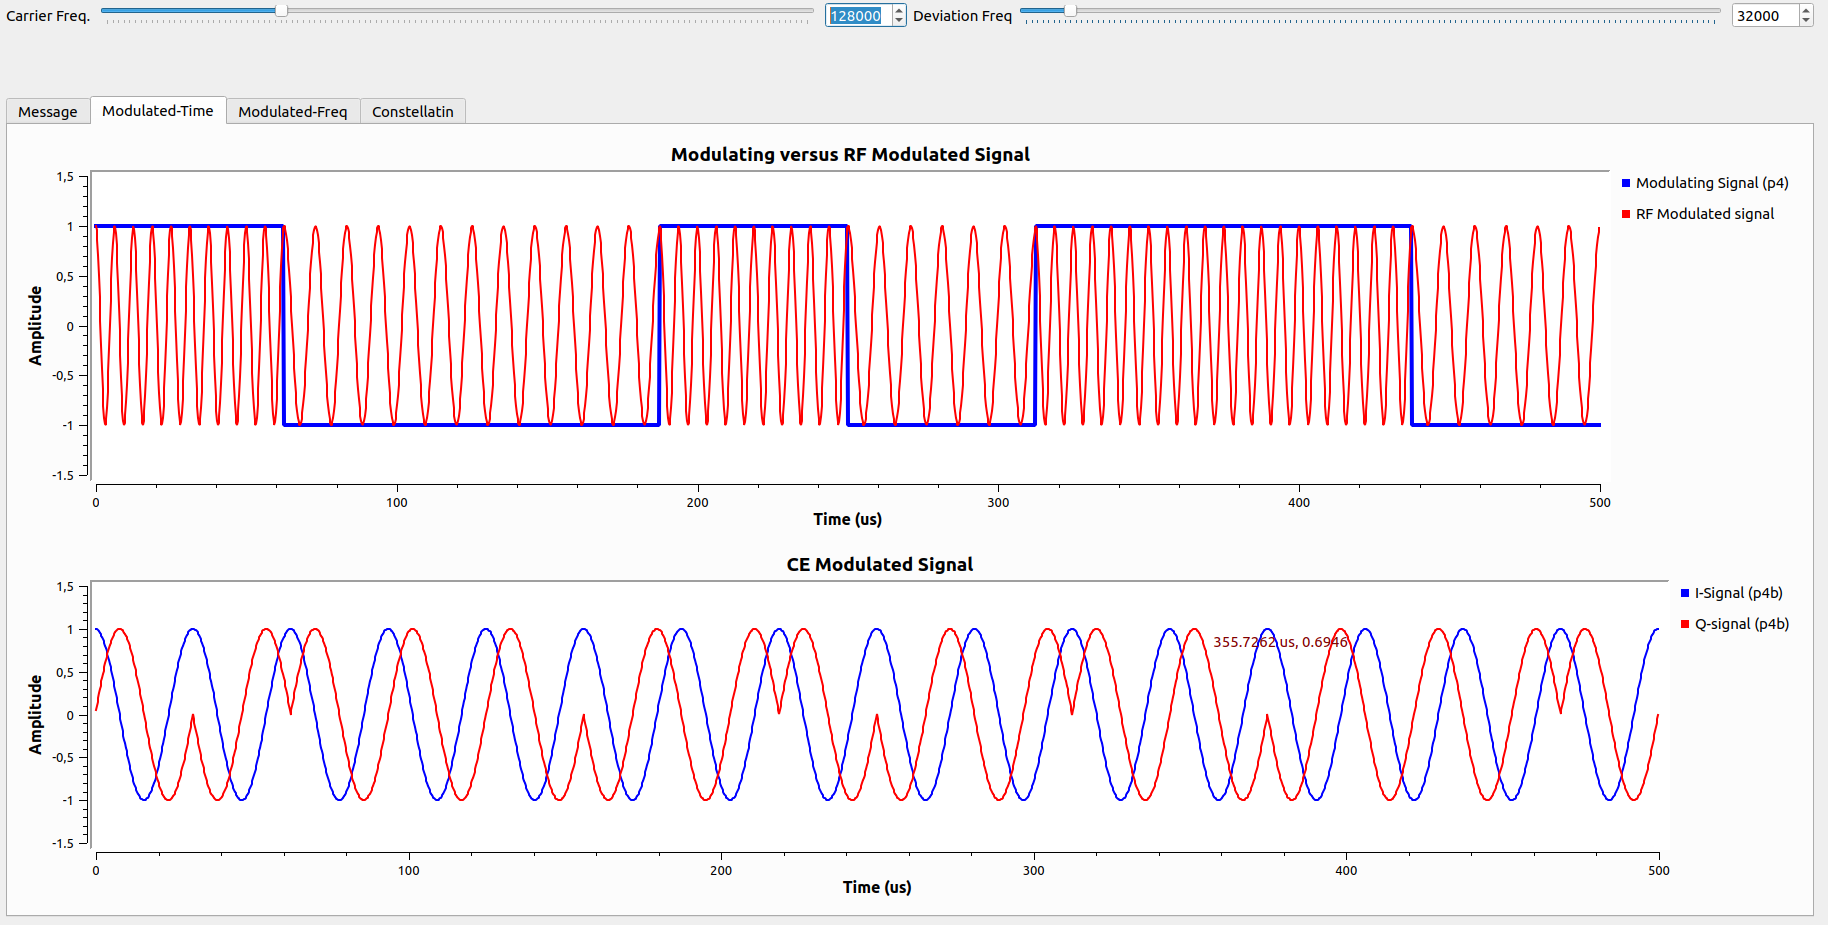 Carrier Freq. 128000 Deviation Freq 32000
Message Modulated-Time Modulated-Freq Constellatin
Modulating versus RF Modulated Signal
1,5
1
0,5
0
-0,5
-1
-1.5
Amplitude
0 100 200 300 400 500
Time (us)
Modulating Signal (p4)
RF Modulated signal
CE Modulated Signal
1,5
1
0,5
0
-0,5
-1
-1.5
Amplitude
355.7262 us, 0.6946
0 100 200 300 400 500
Time (us)
I-Signal (p4b)
Q-signal (p4b)